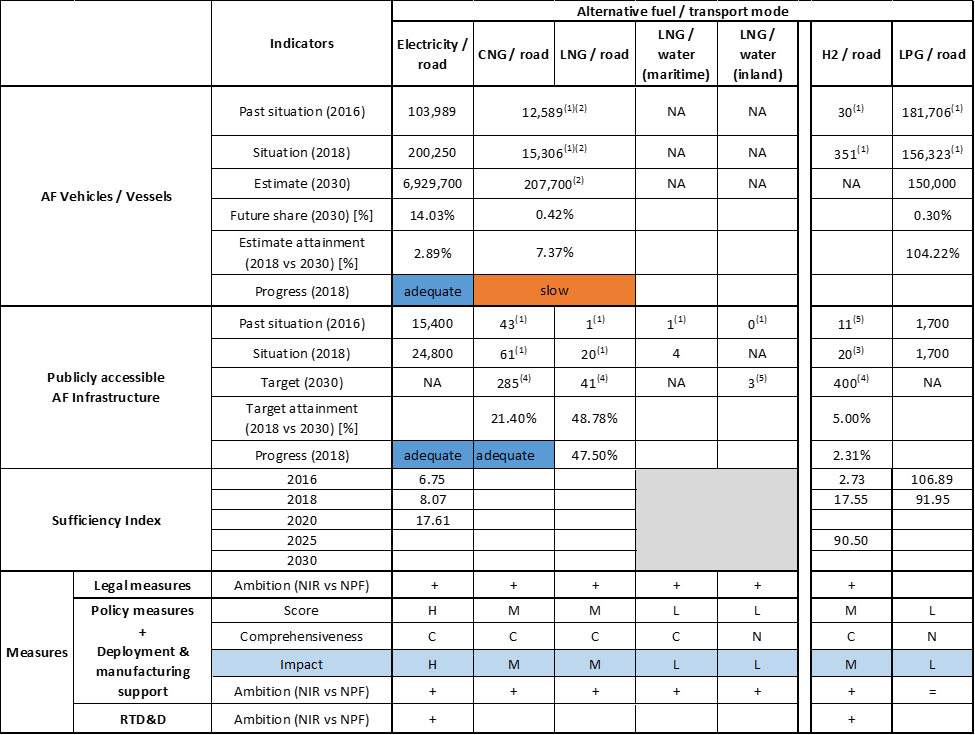 Alternative fuel / transport mode
Indicators
Electricity / road
CNG / road
LNG / road
LNG / water (maritime)
LNG / water (inland)
H2 / road
LPG / road
AF Vehicles / Vessels
Past situation (2016) 103,989 12,589(1)(2) NA NA 30(1) 181,706(1)
Situation (2018) 200,250 15,306(1)(2) NA NA 351(1) 156,323(1)
Estimate (2030) 6,929,700 207,700(2) NA NA NA 150,000
Future share (2030) [%] 14.03% 0.42% 0.30%
Estimate attainment
(2018 vs 2030) [%] 2.89% 7.37% 104.22%
Progress (2018) adequate slow
Publicly accessible
AF Infrastructure
Past situation (2016) 15,400 43(1) 1(1) 1(1) 0(1) 11(5) 1,700
Situation (2018) 24,800 61(1) 20(1) 4 NA 20(3) 1,700
Target (2030) NA 285(4) 41(4) NA 3(5) 400(4) NA
Target attainment
(2018 vs 2030) [%] 21.40% 48.78% 5.00%
Progress (2018) adequate adequate 47.50% 2.31%
Sufficiency Index
2016 6.75 2.73 106.89
2018 8.07 17.55 91.95
2020 17.61
2025 90.50
2030
Measures
Legal measures Ambition (NIR vs NPF) + + + + + +
Policy measures
+
Deployment &
manufacturing
support
Score H M M L L M L
Comprehensiveness C C C C N C N
Impact H M M L L M L
Ambition (NIR vs NPF) + + + + + + =
RTD&D Ambition (NIR vs NPF) + +